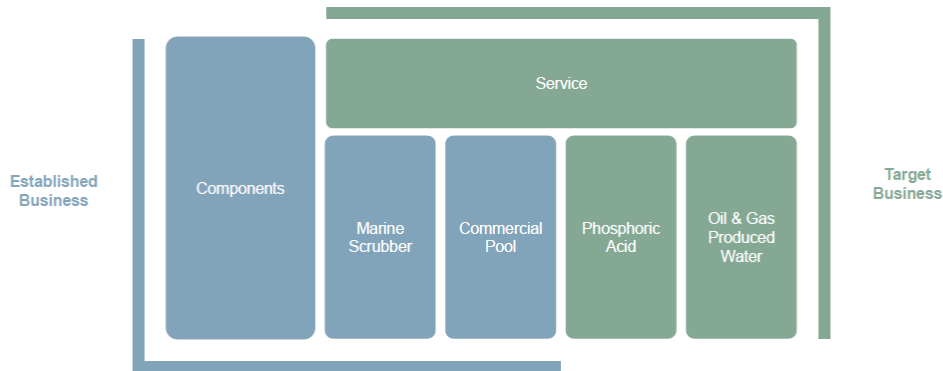 Established
Business
Components
Service
Marine
Scrubber
Commercial
Pool
Phosphoric
Acid
Oil & Gas
Produced
Water
Target
Business